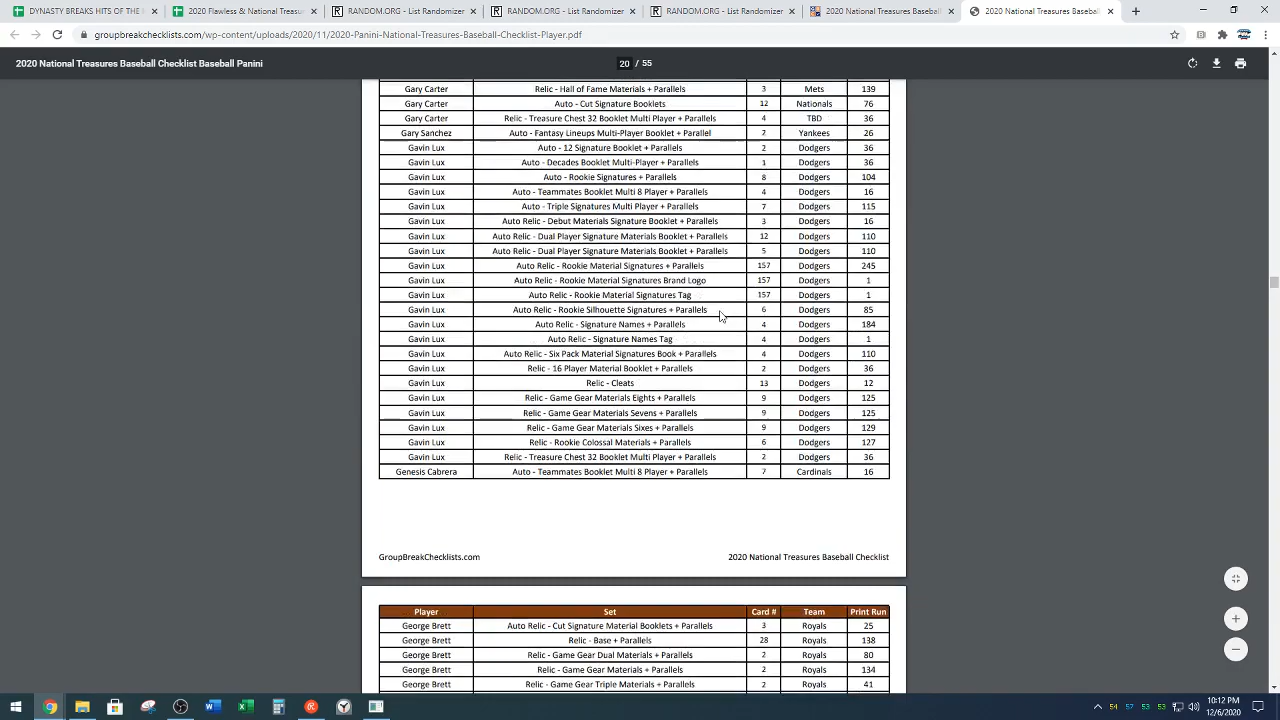 DYNASTY BREAKS HITS OF THE M
2020 Flawless & National Treasur
RANDOM.ORG - List Randomizer
RANDOM.ORG - List Randomizer
RANDOM.ORG - List Randomizer
2020 National Treasures Baseball
2020 National Treasures Baseball
groupbreakchecklists.com/wp-content/uploads/2020/11/2020-Panini-National-Treasures-Baseball-Checklist-Player.pdf
2020 National Treasures Baseball Checklist Baseball Panini 20 / 55
Gary Carter Relic - Hall of Fame Materials + Parallels 3 Mets 139
Gary Carter Auto - Cut Signature Booklets 12 Nationals 76
Gary Carter Relic - Treasure Chest 32 Booklet Multi Player + Parallels 4 TBD 36
Gary Sanchez Auto - Fantasy Lineups Multi-Player Booklet + Parallel 2 Yankees 26
Gavin Lux Auto - 12 Signature Booklet + Parallels 2 Dodgers 36
Gavin Lux Auto - Decades Booklet Multi-Player + Parallels 1 Dodgers 36
Gavin Lux Auto - Rookie Signatures + Parallels 8 Dodgers 104
Gavin Lux Auto - Teammates Booklet Multi 8 Player + Parallels 4 Dodgers 16
Gavin Lux Auto - Triple Signatures Multi Player + Parallels 7 Dodgers 115
Gavin Lux Auto Relic - Debut Materials Signature Booklet + Parallels 3 Dodgers 16
Gavin Lux Auto Relic - Dual Player Signature Materials Booklet + Parallels 12 Dodgers 110
Gavin Lux Auto Relic - Dual Player Signature Materials Booklet + Parallels 5 Dodgers 110
Gavin Lux Auto Relic - Rookie Material Signatures + Parallels 157 Dodgers 245
Gavin Lux Auto Relic - Rookie Material Signatures Brand Logo 157 Dodgers 1
Gavin Lux Auto Relic - Rookie Material Signatures Tag 157 Dodgers 1
Gavin Lux Auto Relic - Rookie Silhouette Signatures + Parallels 6 Dodgers 85
Gavin Lux Auto Relic - Signature Names + Parallels 4 Dodgers 184
Gavin Lux Auto Relic - Signature Names Tag 4 Dodgers 1
Gavin Lux Auto Relic - Six Pack Material Signatures Book + Parallels 4 Dodgers 110
Gavin Lux Relic - 16 Player Material Booklet + Parallels 2 Dodgers 36
Gavin Lux Relic - Cleats 13 Dodgers 12
Gavin Lux Relic - Game Gear Materials Eights + Parallels 9 Dodgers 125
Gavin Lux Relic - Game Gear Materials Sevens + Parallels 9 Dodgers 125
Gavin Lux Relic - Game Gear Materials Sixes + Parallels 9 Dodgers 129
Gavin Lux Relic - Rookie Colossal Materials + Parallels 6 Dodgers 127
Gavin Lux Relic - Treasure Chest 32 Booklet Multi Player + Parallels 2 Dodgers 36
Genesis Cabrera Auto - Teammates Booklet Multi 8 Player + Parallels 7 Cardinals 16
GroupBreakChecklists.com 2020 National Treasures Baseball Checklist
Player Set Card # Team Print Run
George Brett Auto Relic - Cut Signature Material Booklets + Parallels 3 Royals 25
George Brett Relic - Base + Parallels 28 Royals 138
George Brett Relic - Game Gear Dual Materials + Parallels 2 Royals 80
George Brett Relic - Game Gear Materials + Parallels 2 Royals 134
George Brett Relic - Game Gear Triple Materials + Parallels 2 Royals 41
54 57 53 53
10:12 PM
12/6/2020